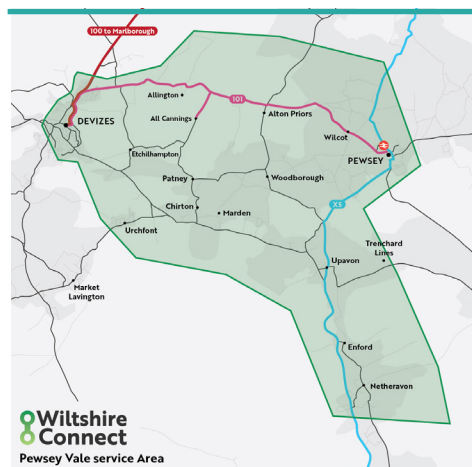 100 to Marlborough
Allington
101
All Cannings
DEVIZES
Alton Priors
Wilcot
Etchilhampton
PEWSEY
Patney
Woodborough
Chirton
Marden
X5
Urchfont
Trenchard
Lines
Upavon
Market
Lavington
Enford
Netheravon
Wiltshire
Connect
Pewsey Vale service Area